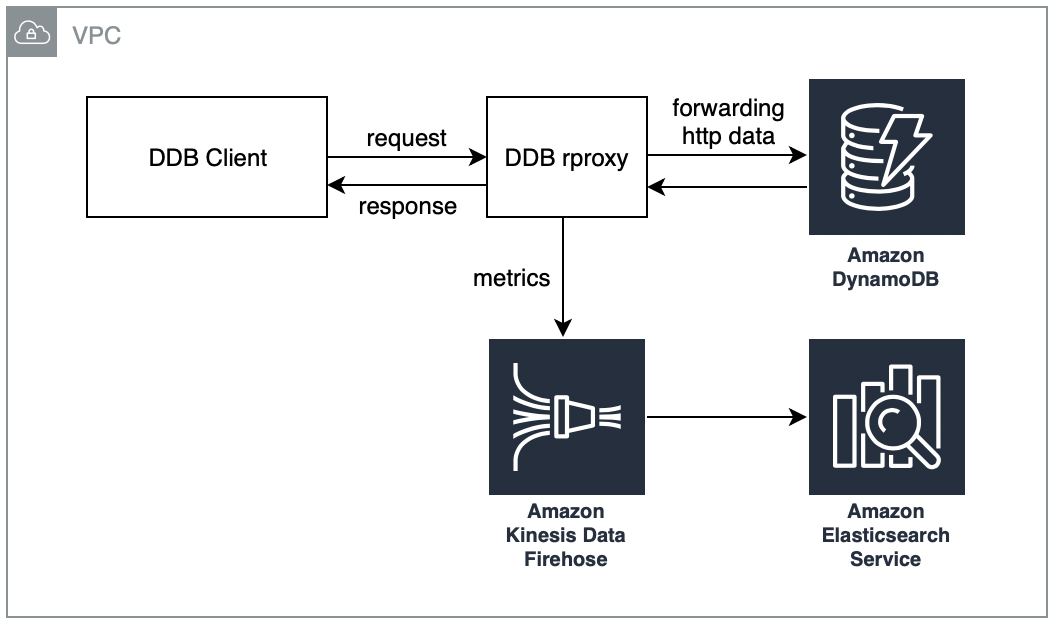 VPC
DDB Client
request
response
DDB rproxy
forwarding
http data
Amazon
DynamoDB
metrics
Amazon
Kinesis Data
Firehose
Amazon
Elasticsearch
Service